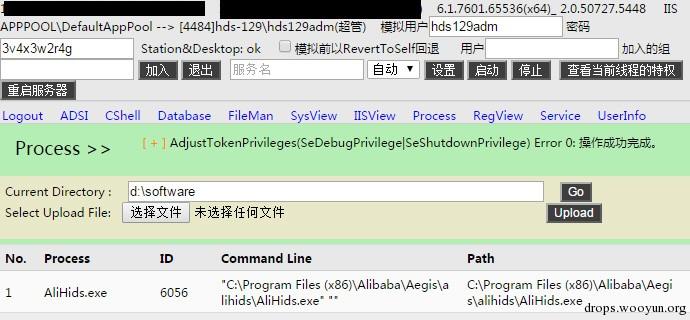 1 6.1.7601.65536(x64)_ 2.0.50727.5448 IIS
APPPOOL\DefaultAppPool --> [4484]hds-129\hds129adm(超管) 模拟用户 hds129adm 密码
3v4x3w2r4g Station&Desktop: ok 模拟前以RevertToSelf回退 用户 加入的组
加入 退出 服务名 自动 设置 启动 停止 查看当前线程的特权
重启服务器
Logout ADSI CShell Database FileMan SysView IISView Process RegView Service UserInfo
Process >> [ + ] AdjustTokenPrivileges(SeDebugPrivilege|SeShutdownPrivilege) Error 0: 操作成功完成。
Current Directory : d:\software Go
Select Upload File: 选择文件 未选择任何文件 Upload
No. Process ID Command Line Path
1 AliHids.exe 6056 "C:\Program Files (x86)\Alibaba\Aegis\a C:\Program Files (x86)\Alibaba\Aegi
lihids\AliHids.exe" "" s\alihids\AliHids.exe
drops.wooyun.org